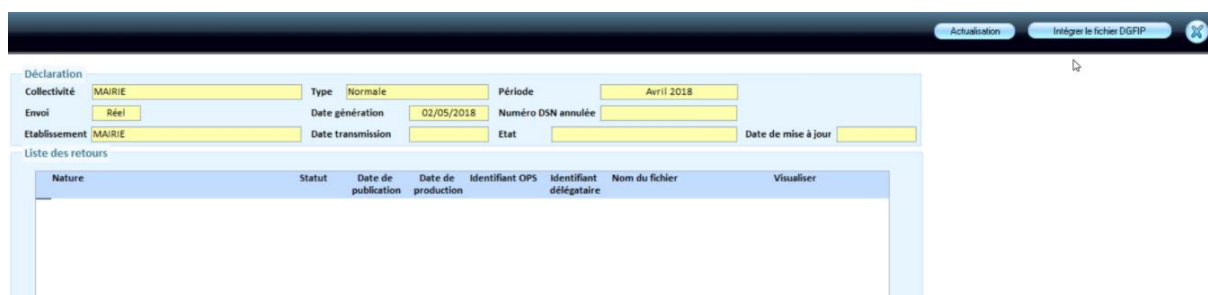 Actualisation Intégrer le fichier DGFIP
Déclaration
Collectivité MAIRIE Type Normale Période Avril 2018
Envoi Réel Date génération 02/05/2018 Numéro DSN annulée
Etablissement MAIRIE Date transmission Etat Date de mise à jour
Liste des retours
Nature Statut Date de publication Date de production Identifiant OPS Identifiant délégataire Nom du fichier Visualiser